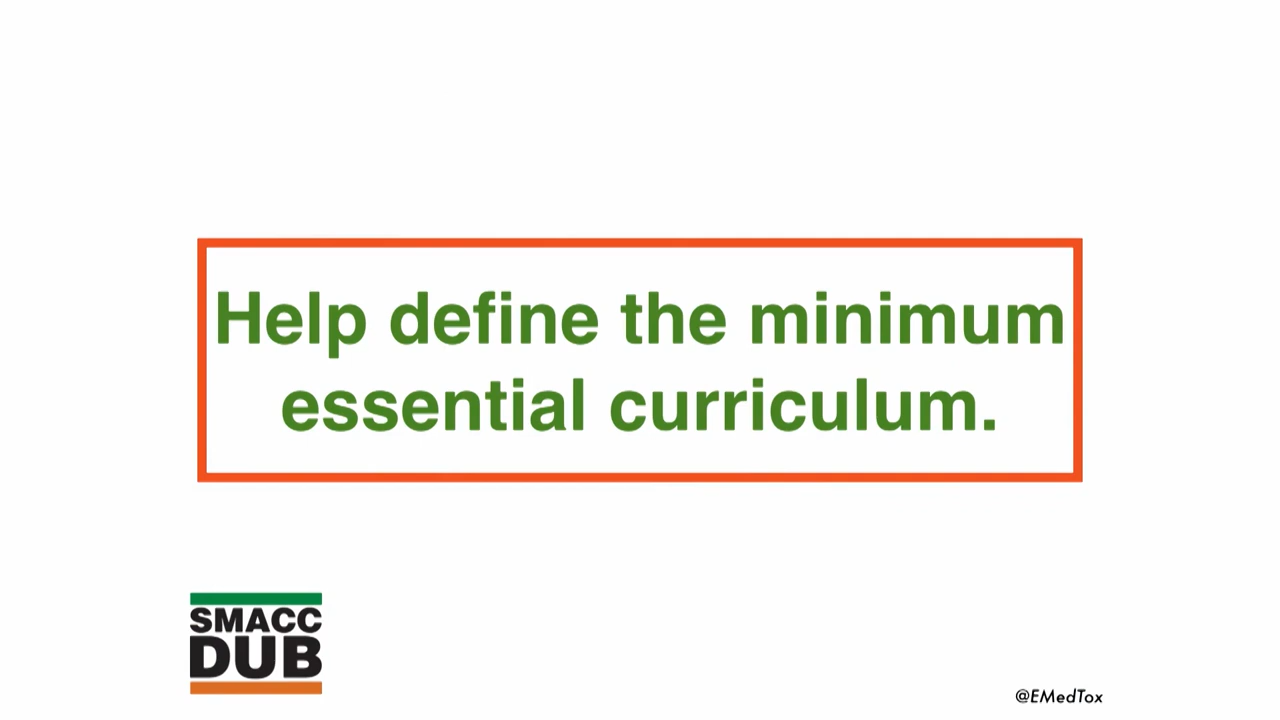 Help define the minimum
essential curriculum.
SMACC
DUB
@EMedTox